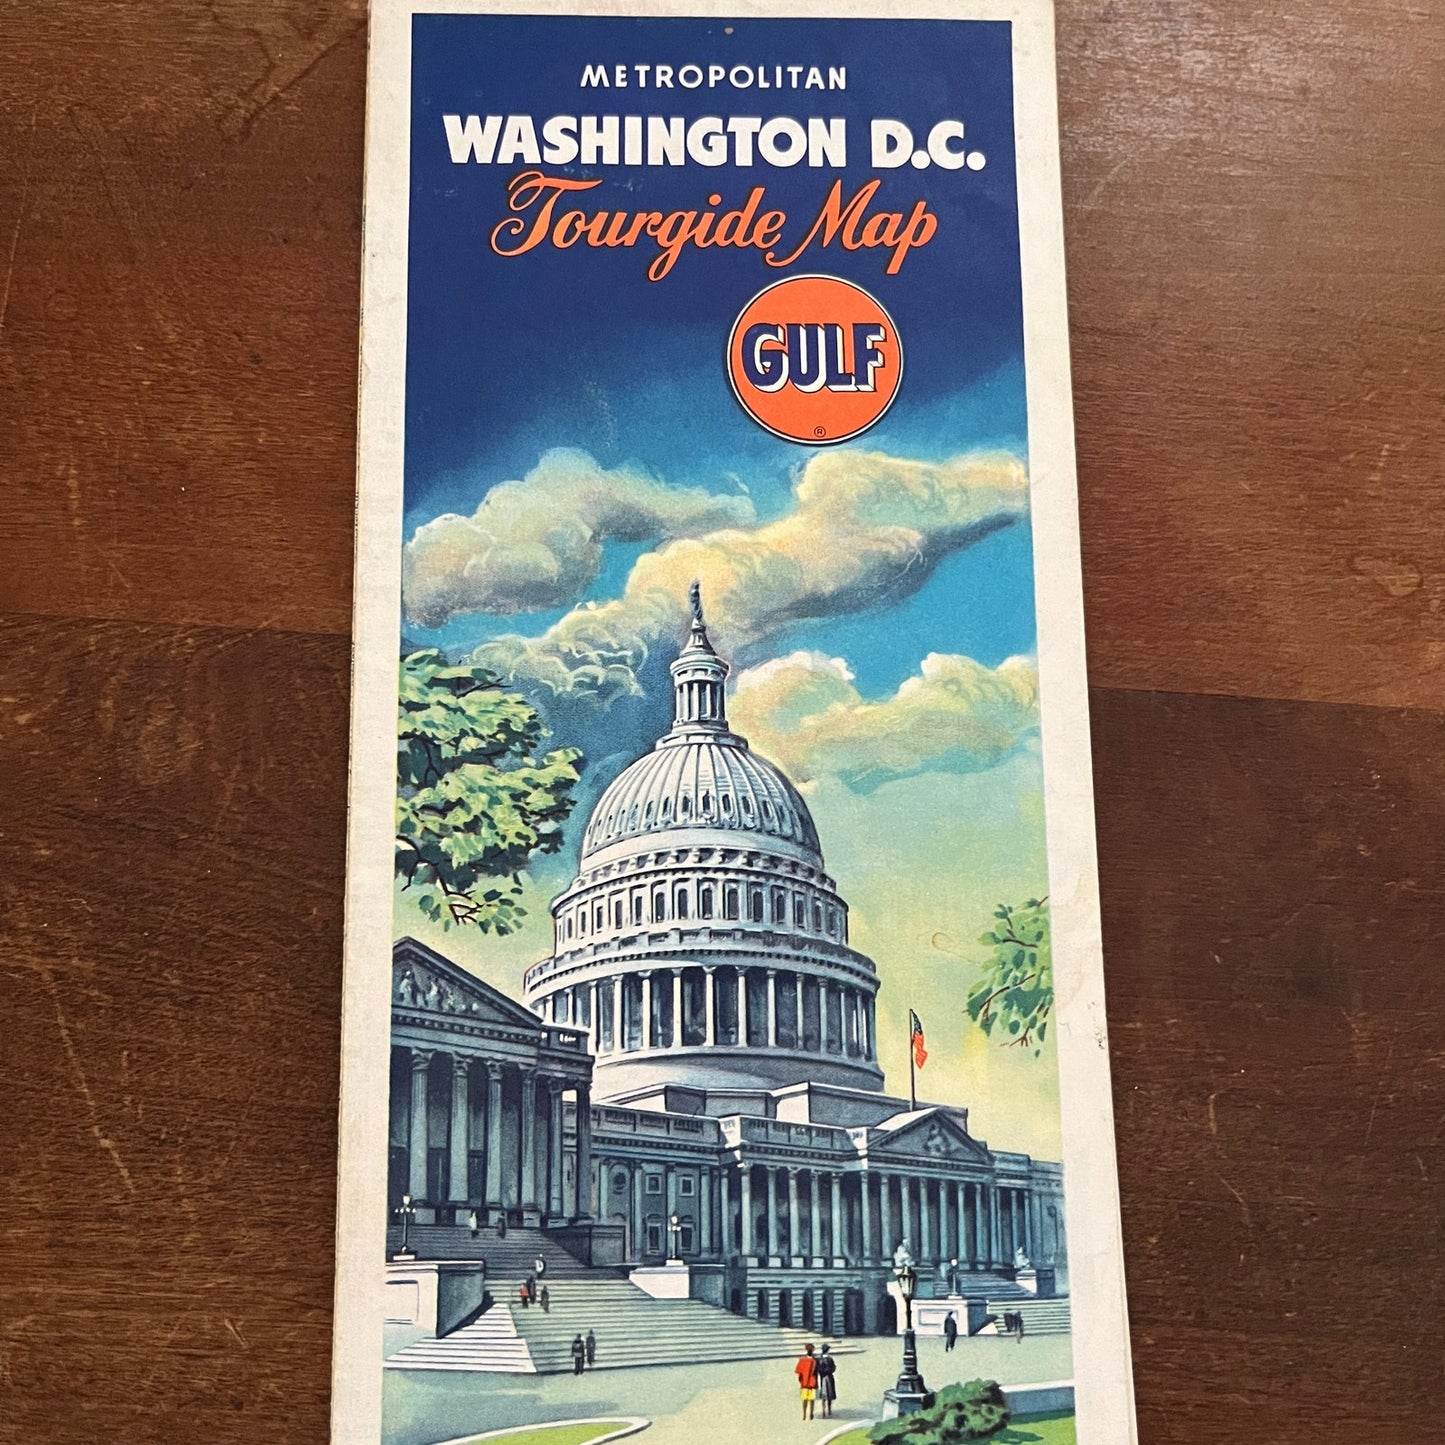 METROPOLITAN
WASHINGTON D.C.
Tourgide Map
GULF
®